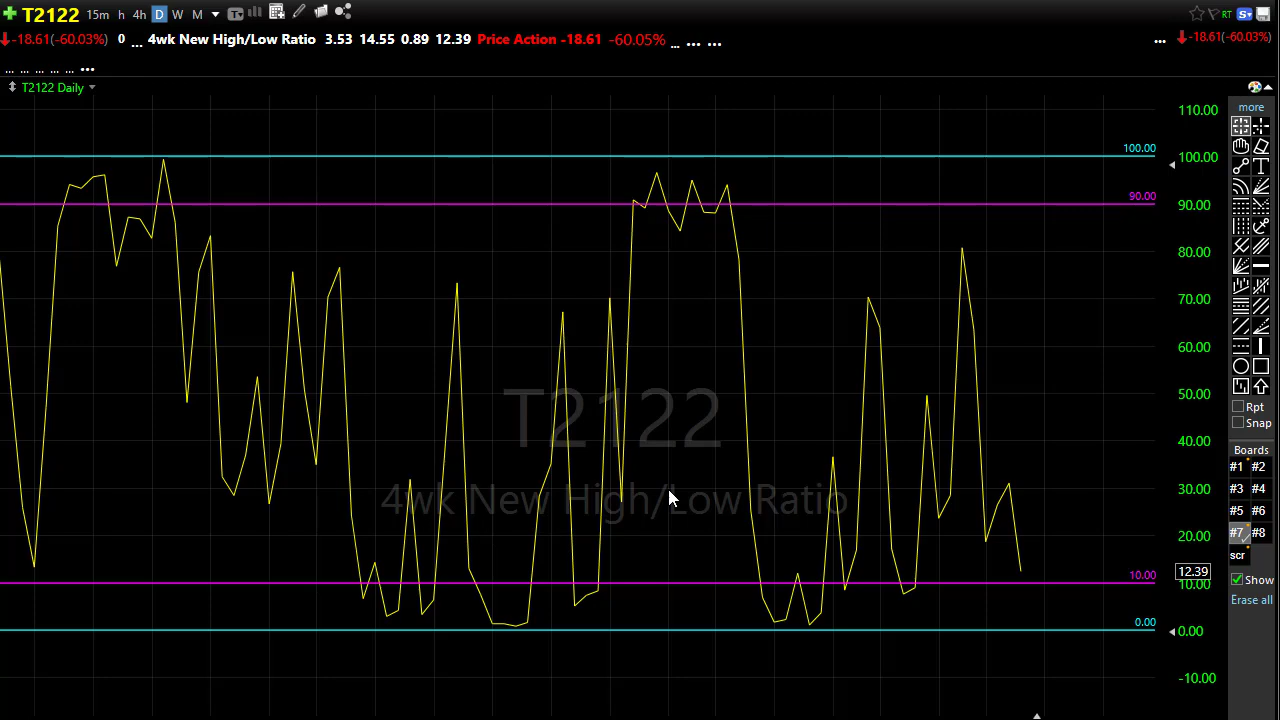 T2122 15m h 4h D W M
-18.61(-60.03%) 0 ... 4wk New High/Low Ratio 3.53 14.55 0.89 12.39 Price Action -18.61 -60.05% ... ... ... ... -18.61(-60.03%)
... ... ... ... ... ...
T2122 Daily
RT
more
110.00
100.00
100.00
90.00
90.00
80.00
70.00
60.00
50.00
40.00
30.00
20.00
12.39
10.00
10.00
0.00
0.00
-10.00
T2122
4wk New High/Low Ratio
Rpt
Snap
Boards
#1 #2
#3 #4
#5 #6
#7 #8
scr
Show
Erase all